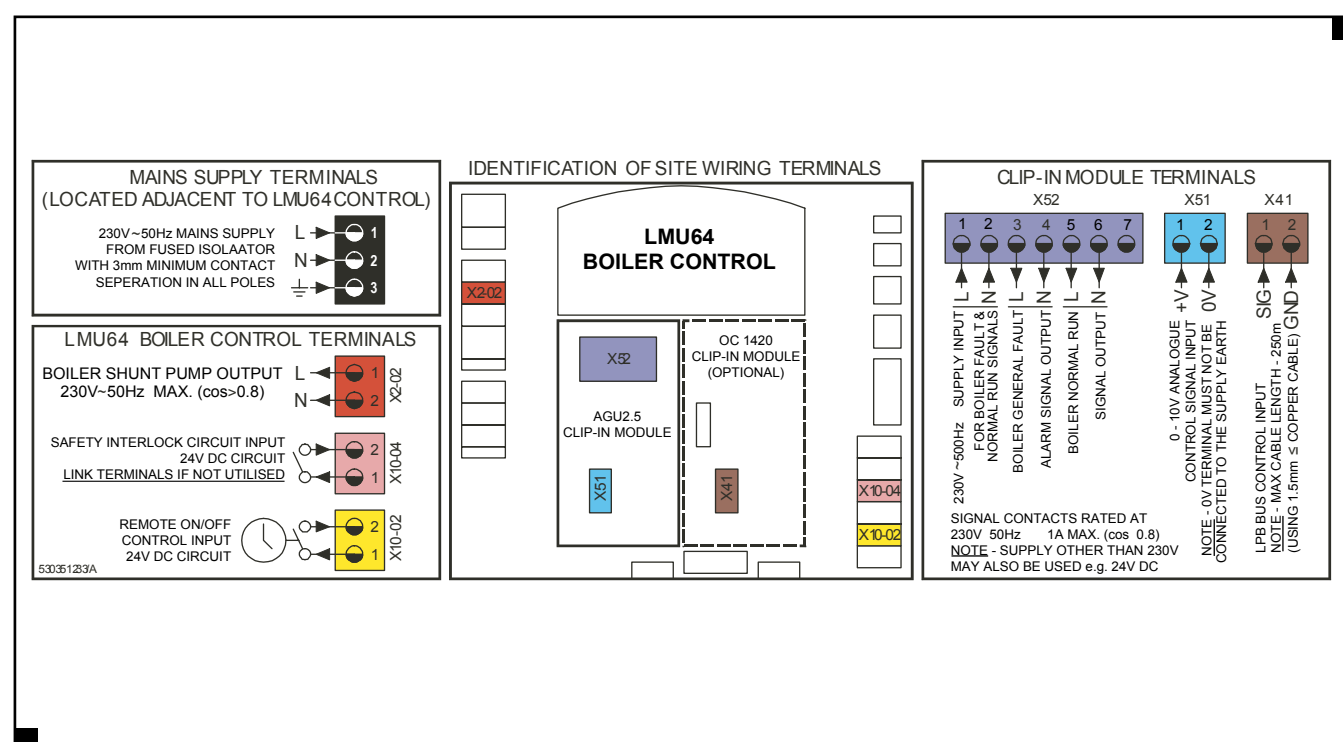 MAINS SUPPLY TERMINALS
(LOCATED ADJACENT TO LMU64 CONTROL)
230V~50Hz MAINS SUPPLY
FROM FUSED ISOLAATOR
WITH 3mm MINIMUM CONTACT
SEPERATION IN ALL POLES
L 1
N 2
3
LMU64 BOILER CONTROL TERMINALS
BOILER SHUNT PUMP OUTPUT
230V~50Hz MAX. (cos>0.8)
L 1
N 2
X2-02
SAFETY INTERLOCK CIRCUIT INPUT
24V DC CIRCUIT
LINK TERMINALS IF NOT UTILISED
2
1
X10-04
REMOTE ON/OFF
CONTROL INPUT
24V DC CIRCUIT
2
1
X10-02
530351233/A
IDENTIFICATION OF SITE WIRING TERMINALS
LMU64
BOILER CONTROL
X2-02
X52
AGU2.5
CLIP-IN MODULE
X51
OC 1420
CLIP-IN MODULE
(OPTIONAL)
X41
X10-04
X10-02
CLIP-IN MODULE TERMINALS
X52
1 2 3 4 5 6 7
L N L N L N
230V ~500Hz SUPPLY INPUT
FOR BOILER FAULT &
NORMAL RUN SIGNALS
BOILER GENERAL FAULT
ALARM SIGNAL OUTPUT
BOILER NORMAL RUN
SIGNAL OUTPUT
SIGNAL CONTACTS RATED AT
230V 50Hz 1A MAX. (cos 0.8)
NOTE - SUPPLY OTHER THAN 230V
MAY ALSO BE USED e.g. 24V DC
X51
1 2
+V 0V
0 - 10V ANALOGUE
CONTROL SIGNAL INPUT
NOTE - 0V TERMINAL MUST NOT BE
CONNECTED TO THE SUPPLY EARTH
X41
1 2
SIG GND
LPB BUS CONTROL INPUT
NOTE - MAX CABLE LENGTH - 250m
(USING 1.5mm ≤ COPPER CABLE)